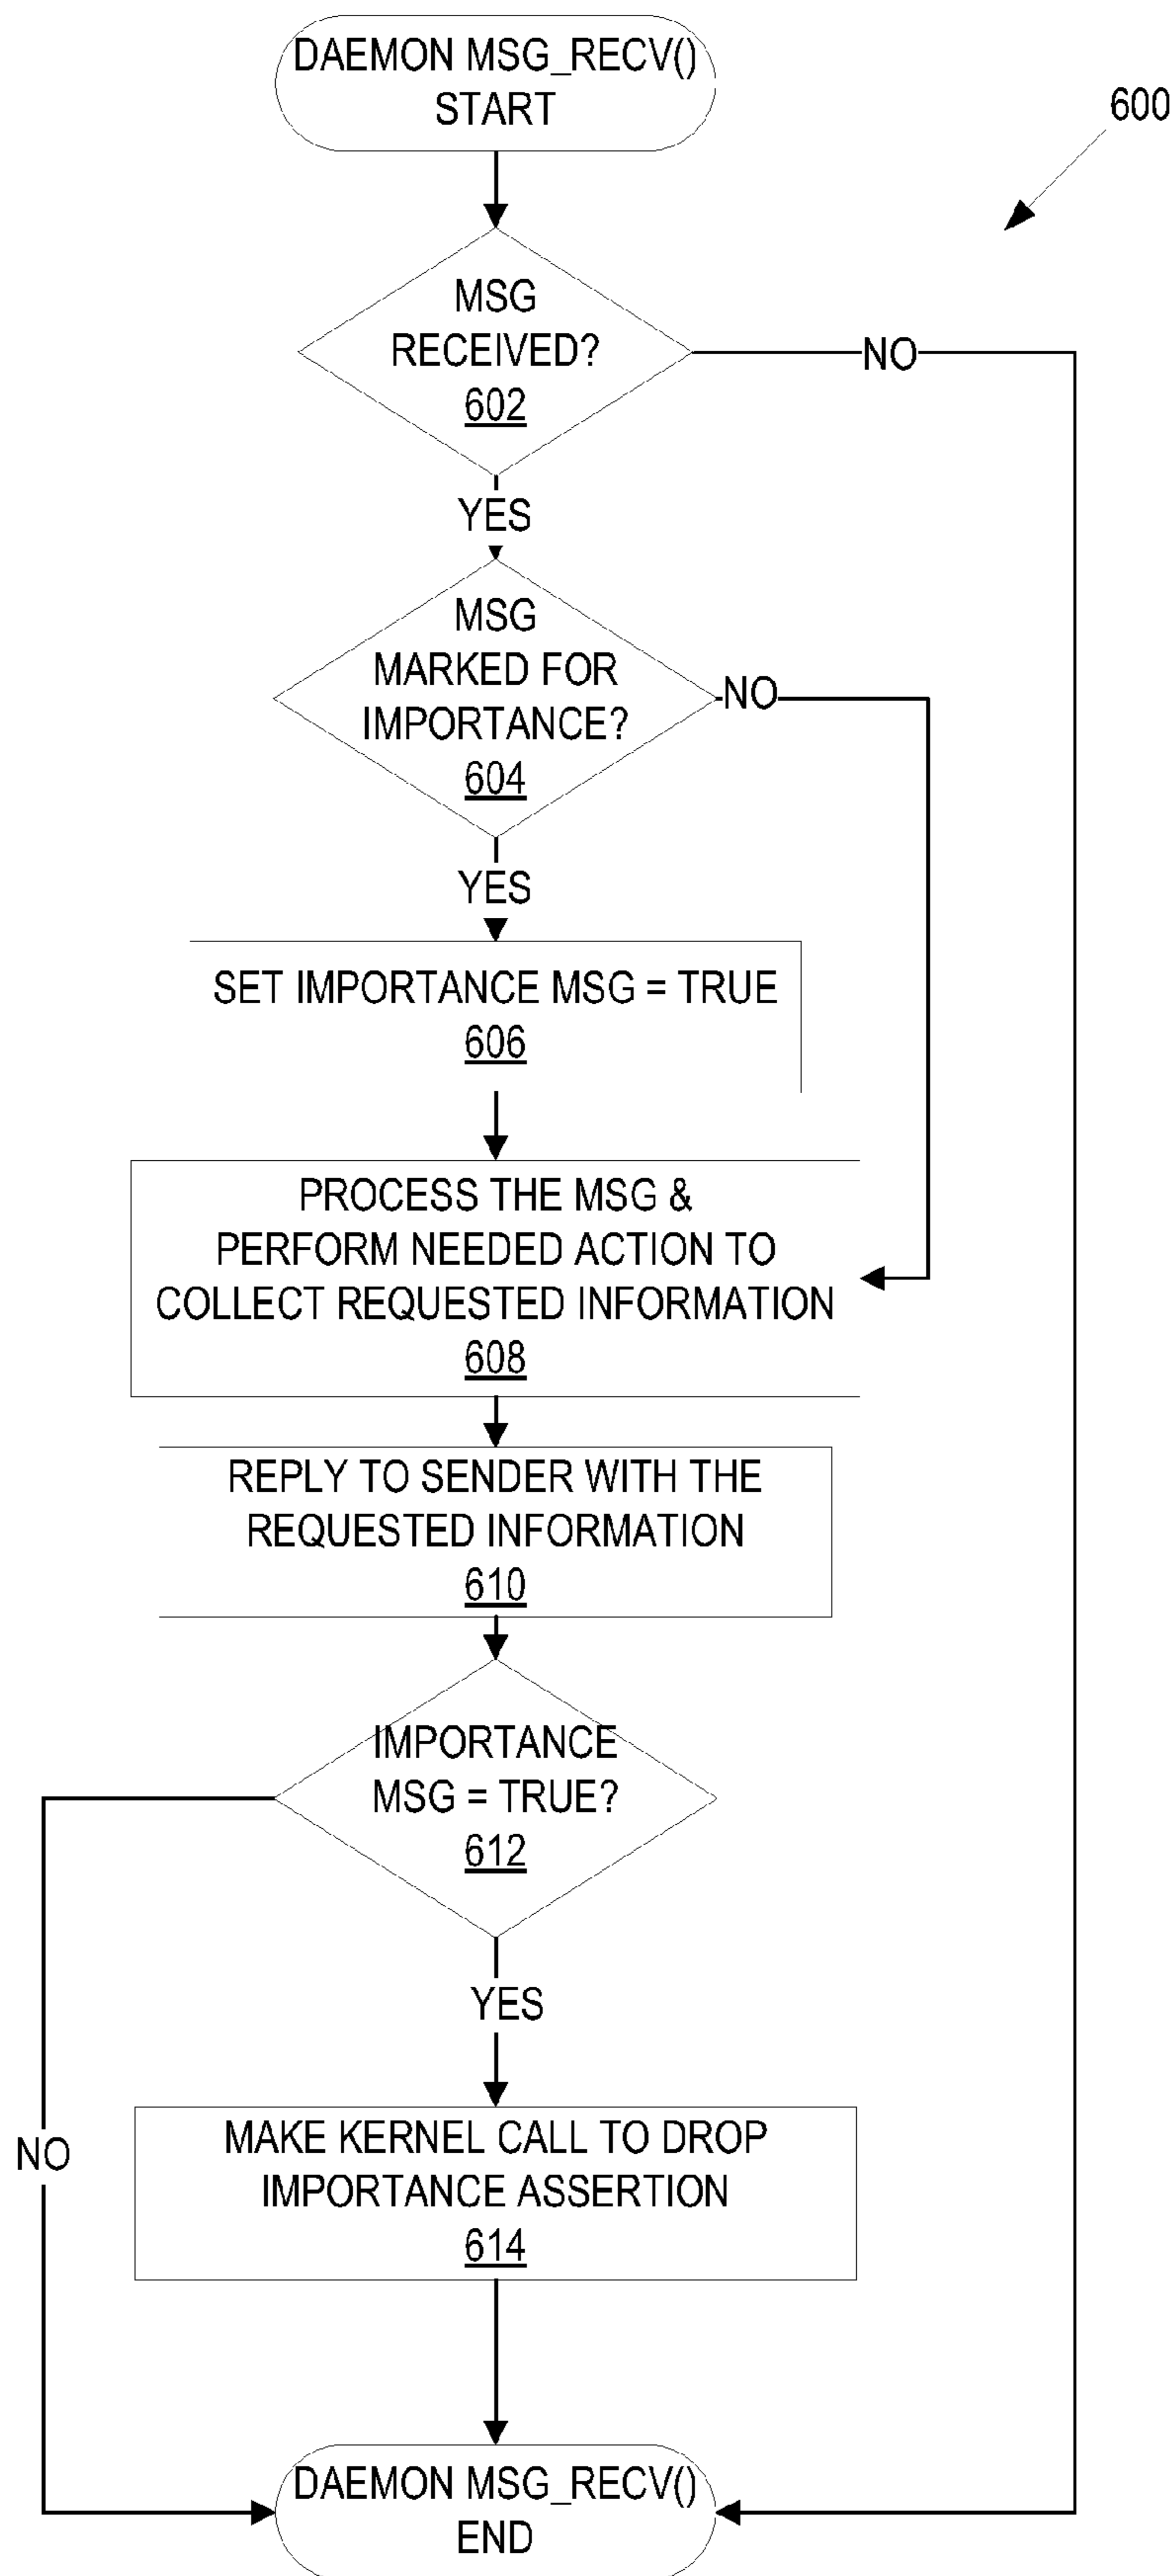 DAEMON MSG_RECV()
START
600
MSG
RECEIVED?
602
NO
YES
MSG
MARKED FOR
IMPORTANCE?
604
NO
YES
SET IMPORTANCE MSG = TRUE
606
PROCESS THE MSG &
PERFORM NEEDED ACTION TO
COLLECT REQUESTED INFORMATION
608
REPLY TO SENDER WITH THE
REQUESTED INFORMATION
610
IMPORTANCE
MSG = TRUE?
612
YES
NO
MAKE KERNEL CALL TO DROP
IMPORTANCE ASSERTION
614
DAEMON MSG_RECV()
END